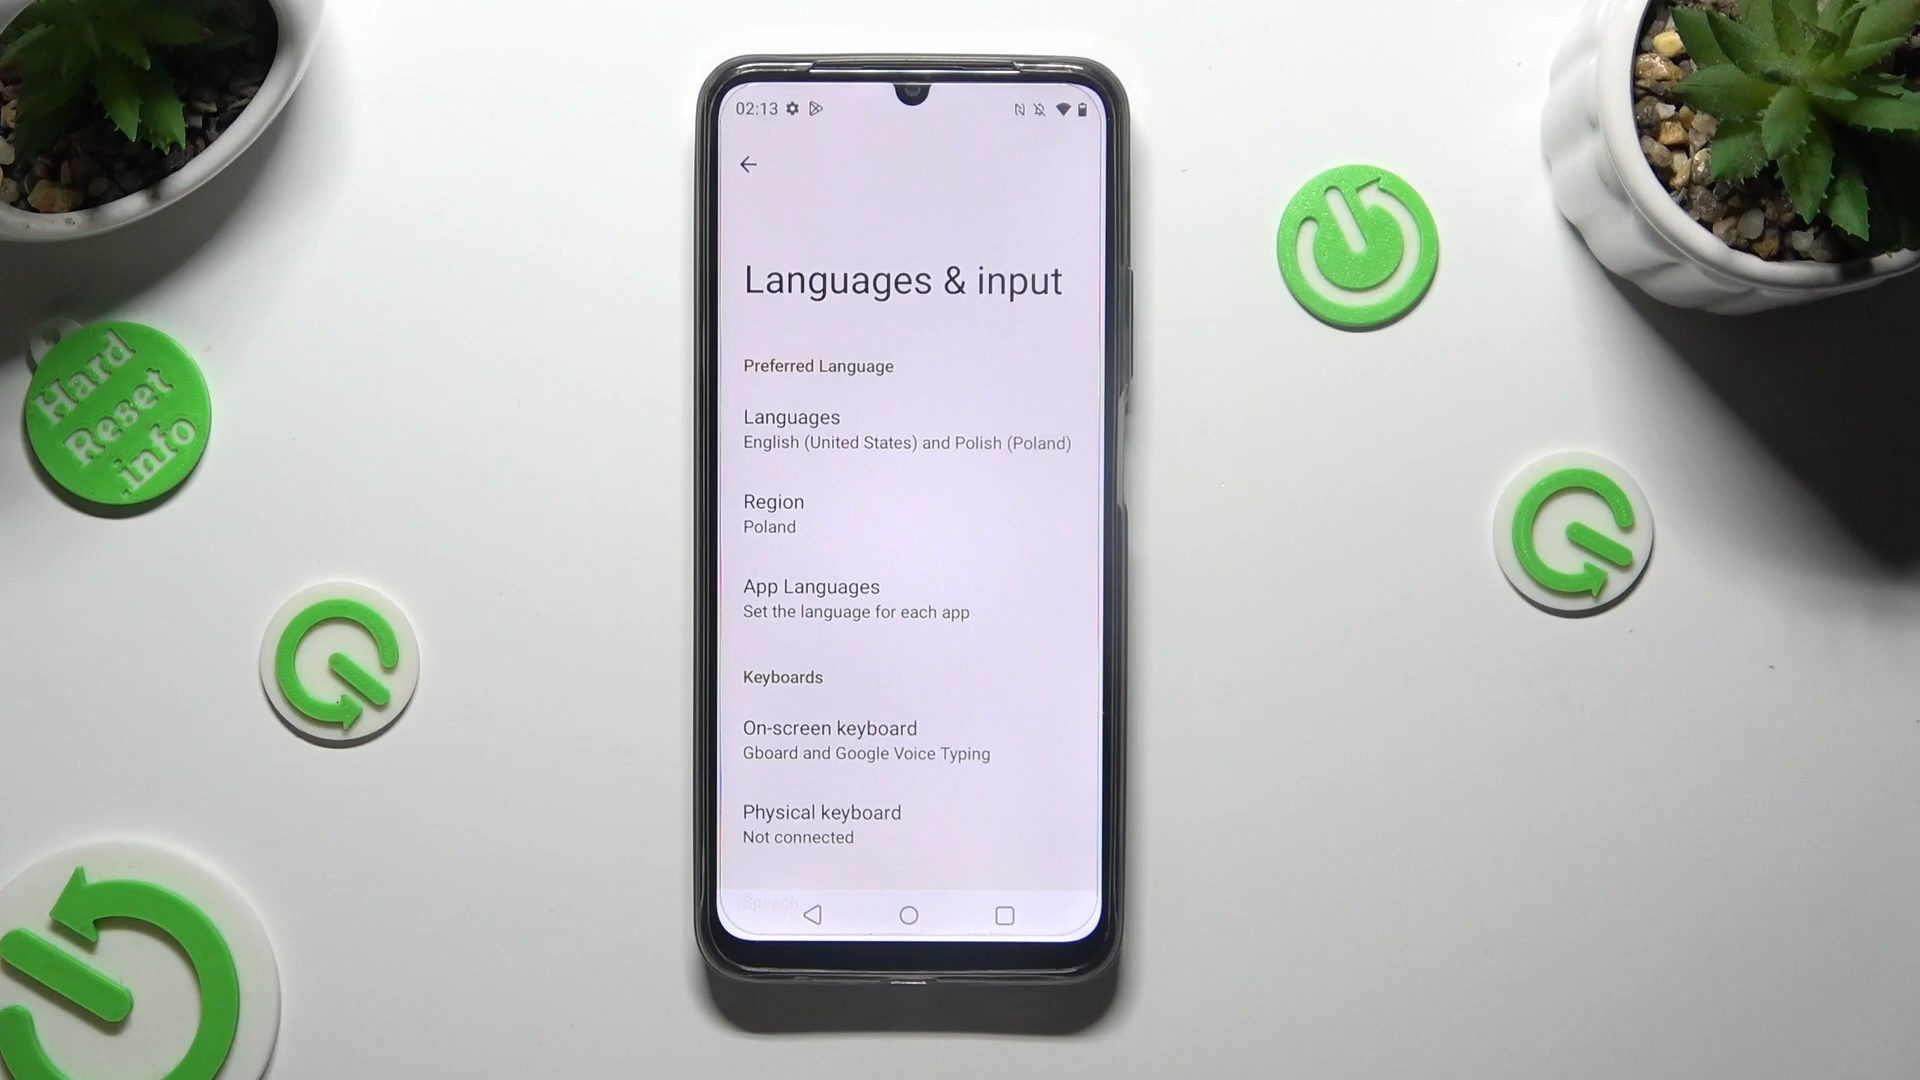 02:13
Languages & input
Preferred Language
Languages
English (United States) and Polish (Poland)
Region
Poland
App Languages
Set the language for each app
Keyboards
On-screen keyboard
Gboard and Google Voice Typing
Physical keyboard
Not connected
Speech
Hard
Reset
.info